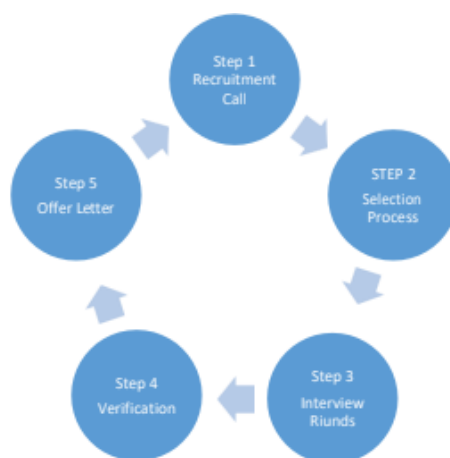 Step 1
Recruitment
Call
STEP 2
Selection
Process
Step 3
Interview
Riunds
Step 4
Verification
Step 5
Offer Letter